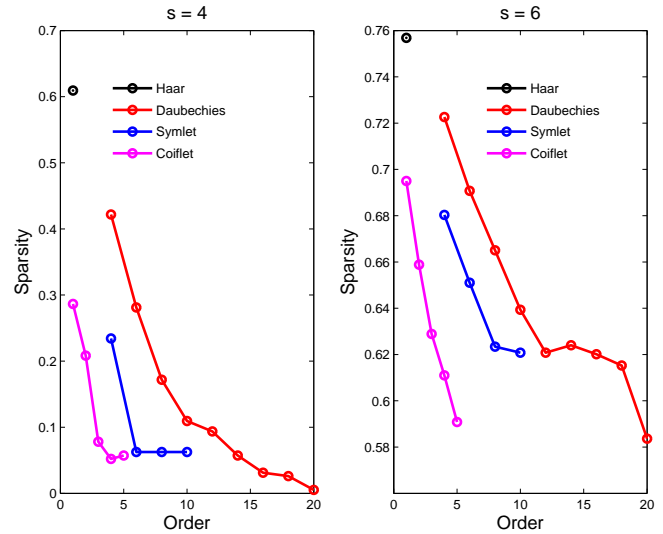 s = 4
0.7
0.6
0.5
0.4
0.3
0.2
0.1
0
Sparsity
Haar
Daubechies
Symlet
Coiflet
0 5 10 15 20
Order
s = 6
0.76
0.74
0.72
0.7
0.68
0.66
0.64
0.62
0.6
0.58
Sparsity
Haar
Daubechies
Symlet
Coiflet
0 5 10 15 20
Order